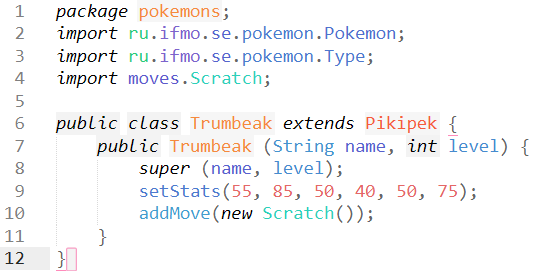 1 package pokemons;
2 import ru.ifmo.se.pokemon.Pokemon;
3 import ru.ifmo.se.pokemon.Type;
4 import moves.Scratch;
5
6 public class Trumbeak extends Pikipek {
7     public Trumbeak (String name, int level) {
8         super (name, level);
9         setStats(55, 85, 50, 40, 50, 75);
10         addMove(new Scratch());
11     }
12 }